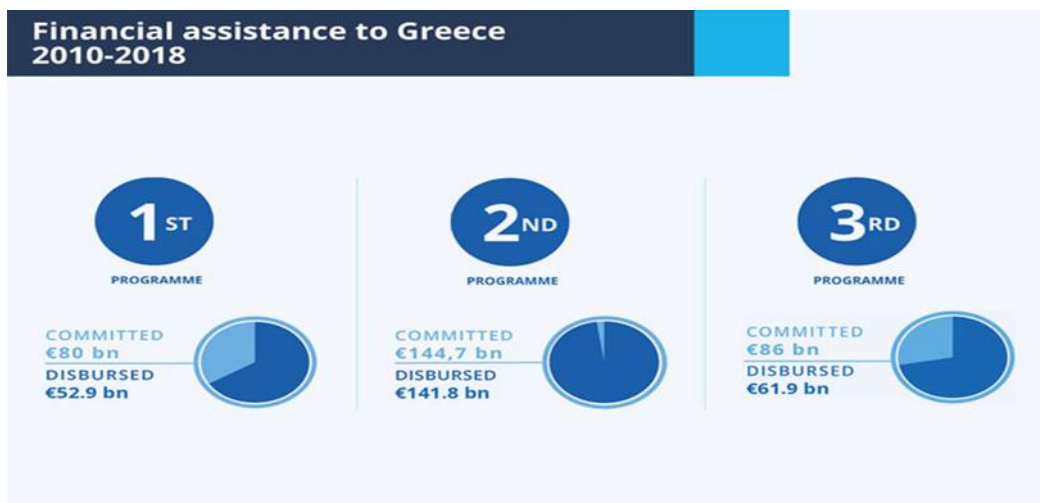 Financial assistance to Greece
2010-2018
1ST
PROGRAMME
COMMITTED
€80 bn
DISBURSED
€52.9 bn
2ND
PROGRAMME
COMMITTED
€144,7 bn
DISBURSED
€141.8 bn
3RD
PROGRAMME
COMMITTED
€86 bn
DISBURSED
€61.9 bn